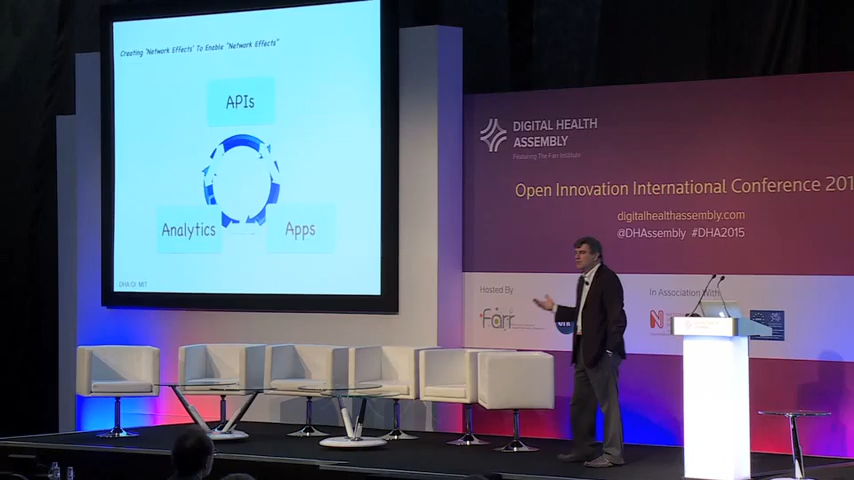 Creating 'Network Effects' To Enable "Network Effects"
APIs
Analytics
Apps
DIGITAL HEALTH
ASSEMBLY
Featuring The Farr Institute
Open Innovation International Conference 201
digitalhealthassembly.com
@DHAssembly #DHA2015
Hosted By
farr
In Association With